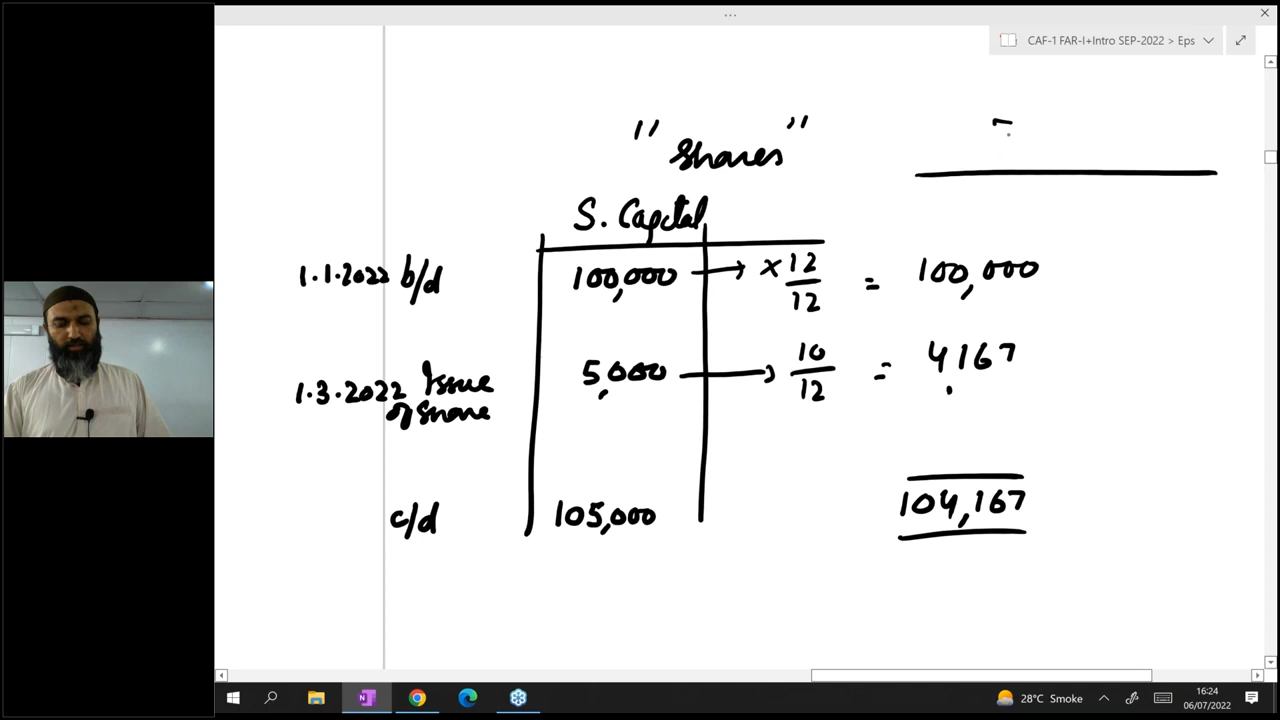 CAF-1 FAR-I+Intro SEP-2022 > Eps
"Shares"
S. Capital
1.1.2022 b/d 100,000 → × 12/12 = 100,000
1.3.2022 Issue of Share 5,000 → 10/12 = 4167
c/d 105,000 104,167
28°C Smoke
16:24
06/07/2022